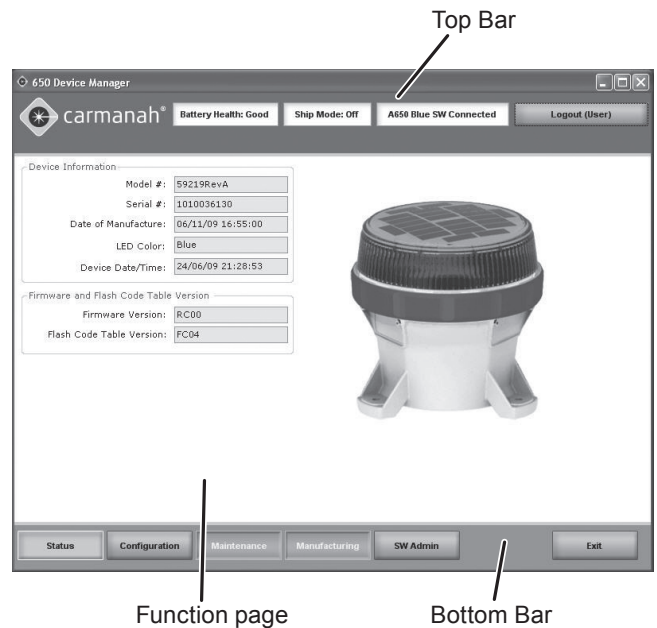 Top Bar
650 Device Manager
carmanah®
Battery Health: Good
Ship Mode: Off
A650 Blue SW Connected
Logout (User)
Device Information
Model #: 59219RevA
Serial #: 1010036130
Date of Manufacture: 06/11/09 16:55:00
LED Color: Blue
Device Date/Time: 24/06/09 21:28:53
Firmware and Flash Code Table Version
Firmware Version: RC00
Flash Code Table Version: FC04
Status
Configuration
Maintenance
Manufacturing
SW Admin
Exit
Function page
Bottom Bar